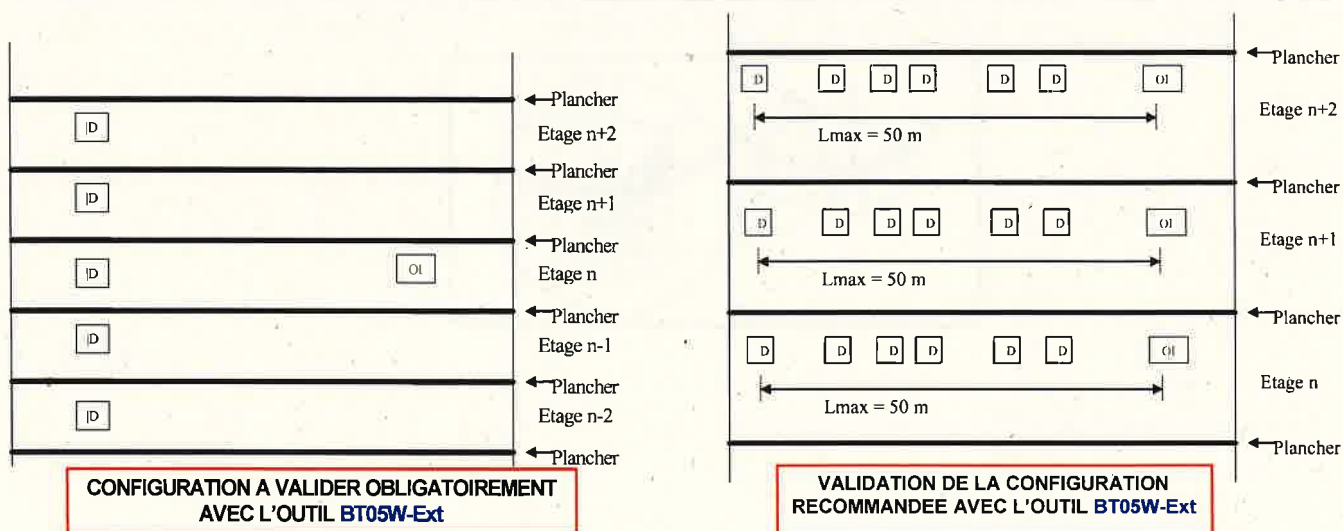 Plancher
D
Etage n+2
Plancher
D
Etage n+1
Plancher
D
OI
Etage n
Plancher
D
Etage n-1
Plancher
D
Etage n-2
Plancher
CONFIGURATION A VALIDER OBLIGATOIREMENT
AVEC L'OUTIL BT05W-Ext
Plancher
D D D D D D OI
Etage n+2
Lmax = 50 m
Plancher
D D D D D D OI
Etage n+1
Lmax = 50 m
Plancher
D D D D D D OI
Etage n
Lmax = 50 m
Plancher
VALIDATION DE LA CONFIGURATION
RECOMMANDEE AVEC L'OUTIL BT05W-Ext